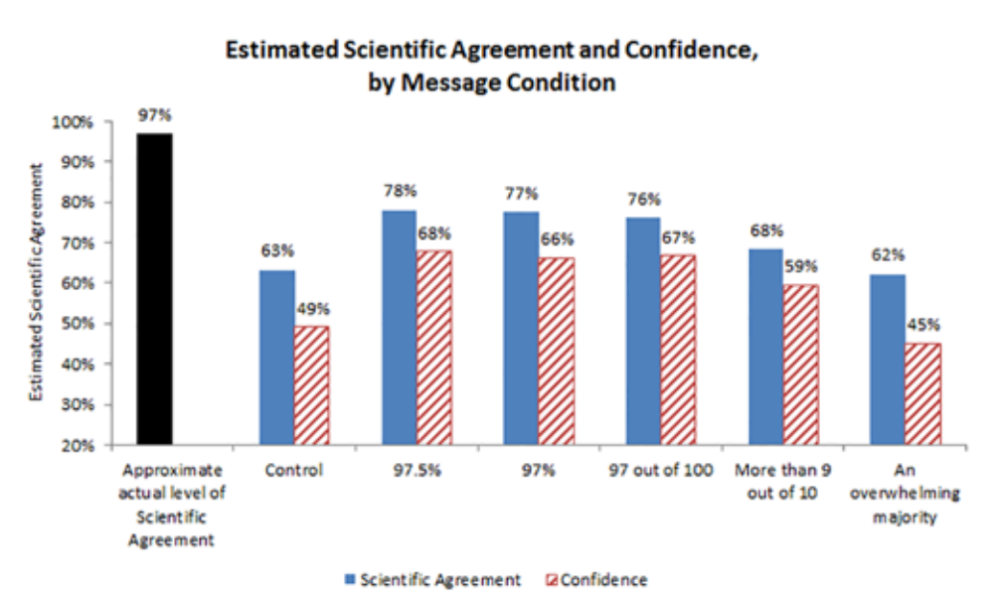 Estimated Scientific Agreement and Confidence,
by Message Condition
Estimated Scientific Agreement
100%
90%
80%
70%
60%
50%
40%
30%
20%
97%
63%
49%
78%
68%
77%
66%
76%
67%
68%
59%
62%
45%
Approximate
actual level of
Scientific
Agreement
Control
97.5%
97%
97 out of 100
More than 9
out of 10
An
overwhelming
majority
Scientific Agreement
Confidence